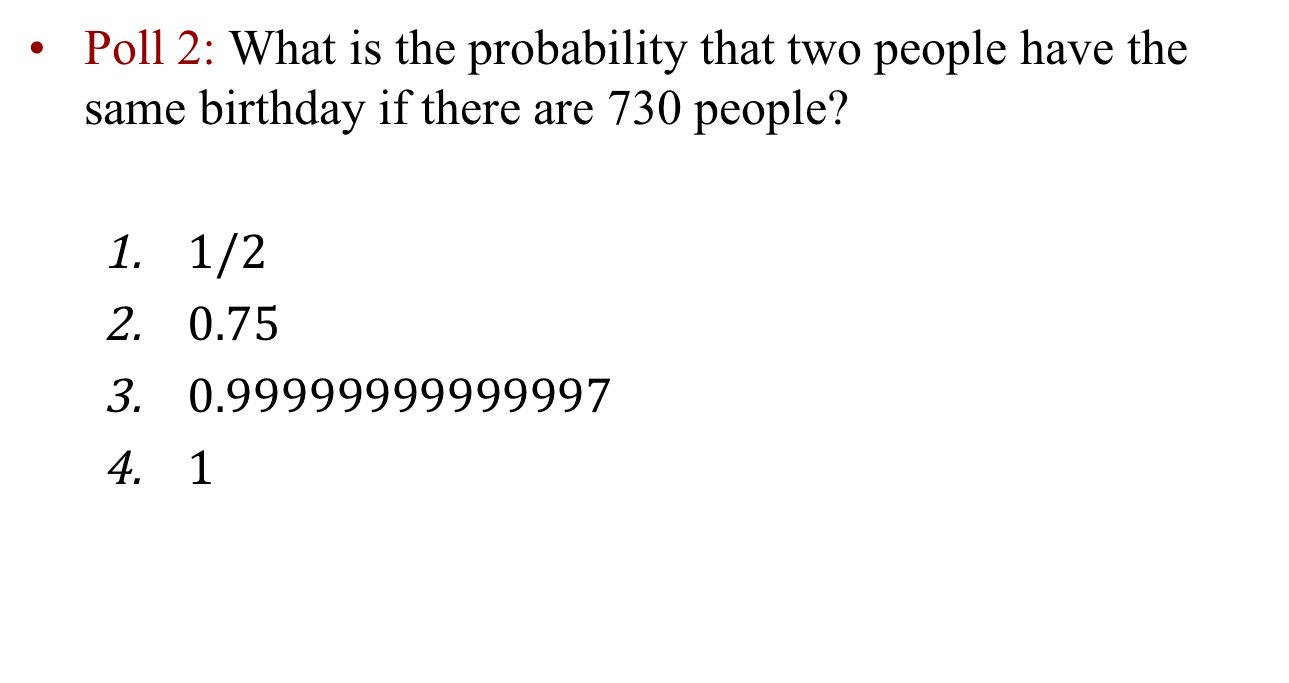 • Poll 2: What is the probability that two people have the
same birthday if there are 730 people?
1. 1/2
2. 0.75
3. 0.99999999999997
4. 1